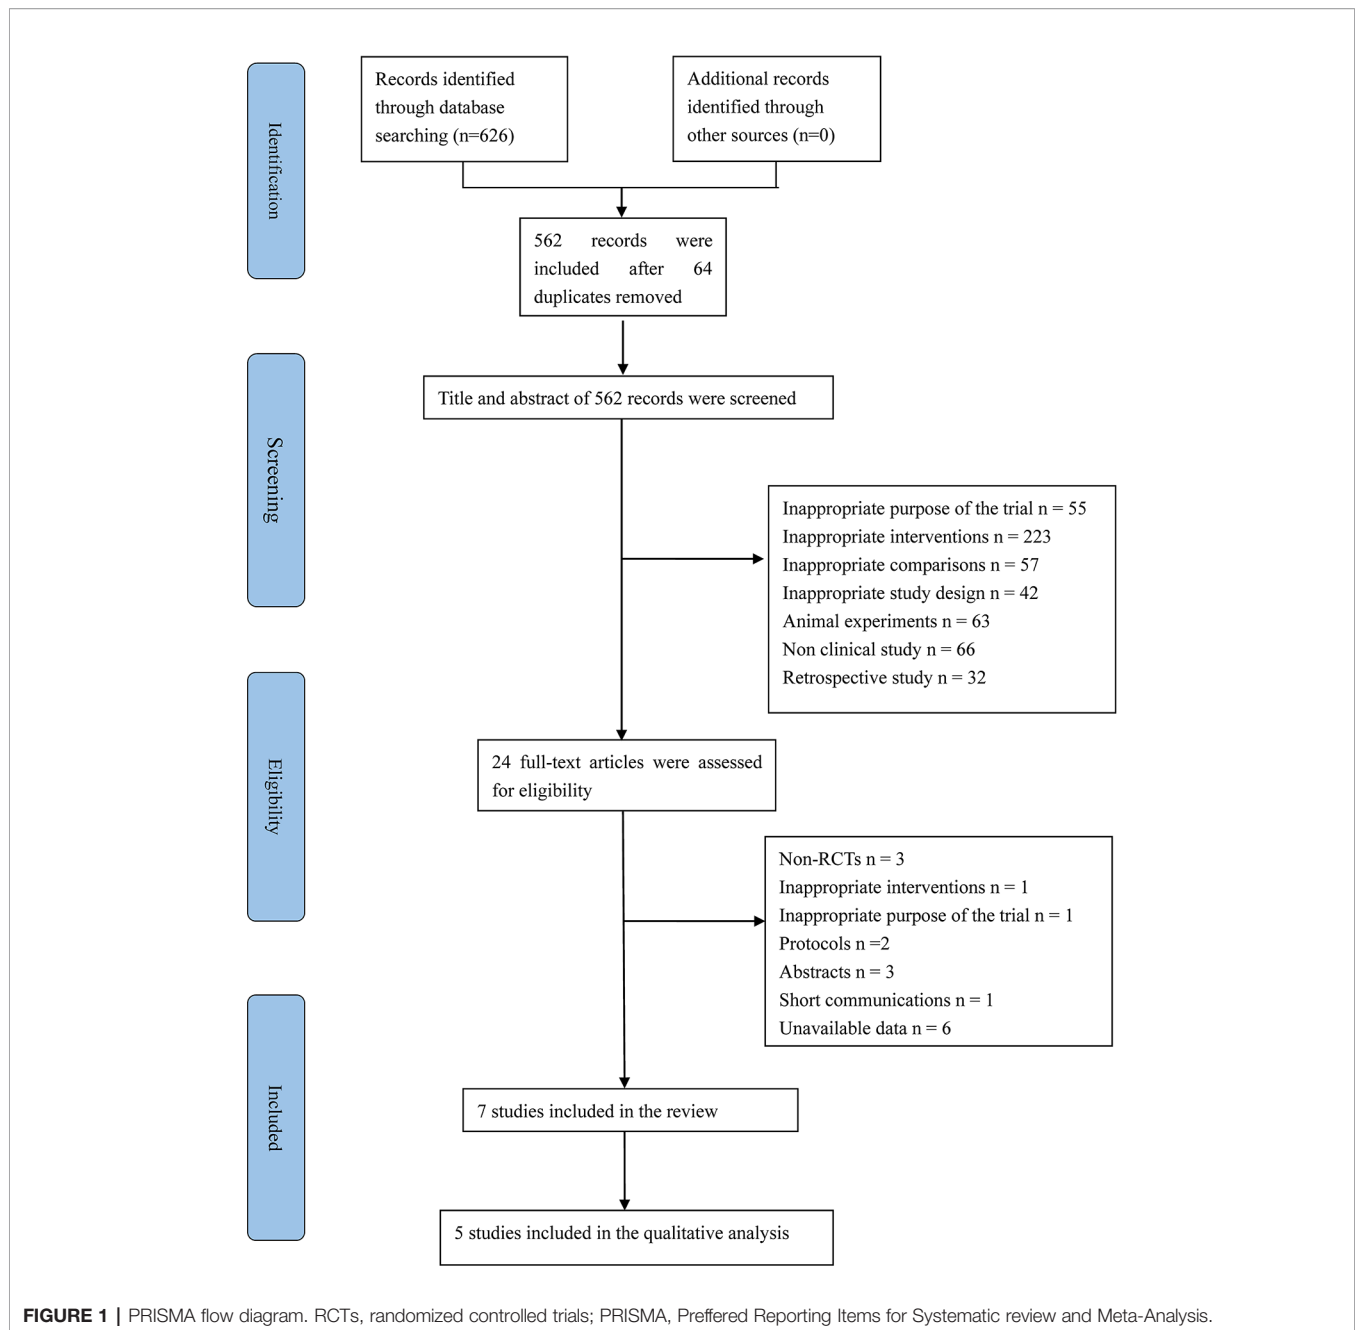 Identification
Records identified
through database
searching (n=626)
Additional records
identified through
other sources (n=0)
562 records were
included after 64
duplicates removed
Screening
Title and abstract of 562 records were screened
Inappropriate purpose of the trial n = 55
Inappropriate interventions n = 223
Inappropriate comparisons n = 57
Inappropriate study design n = 42
Animal experiments n = 63
Non clinical study n = 66
Retrospective study n = 32
Eligibility
24 full-text articles were assessed
for eligibility
Non-RCTs n = 3
Inappropriate interventions n = 1
Inappropriate purpose of the trial n = 1
Protocols n =2
Abstracts n = 3
Short communications n = 1
Unavailable data n = 6
Included
7 studies included in the review
5 studies included in the qualitative analysis
FIGURE 1 | PRISMA flow diagram. RCTs, randomized controlled trials; PRISMA, Preffered Reporting Items for Systematic review and Meta-Analysis.